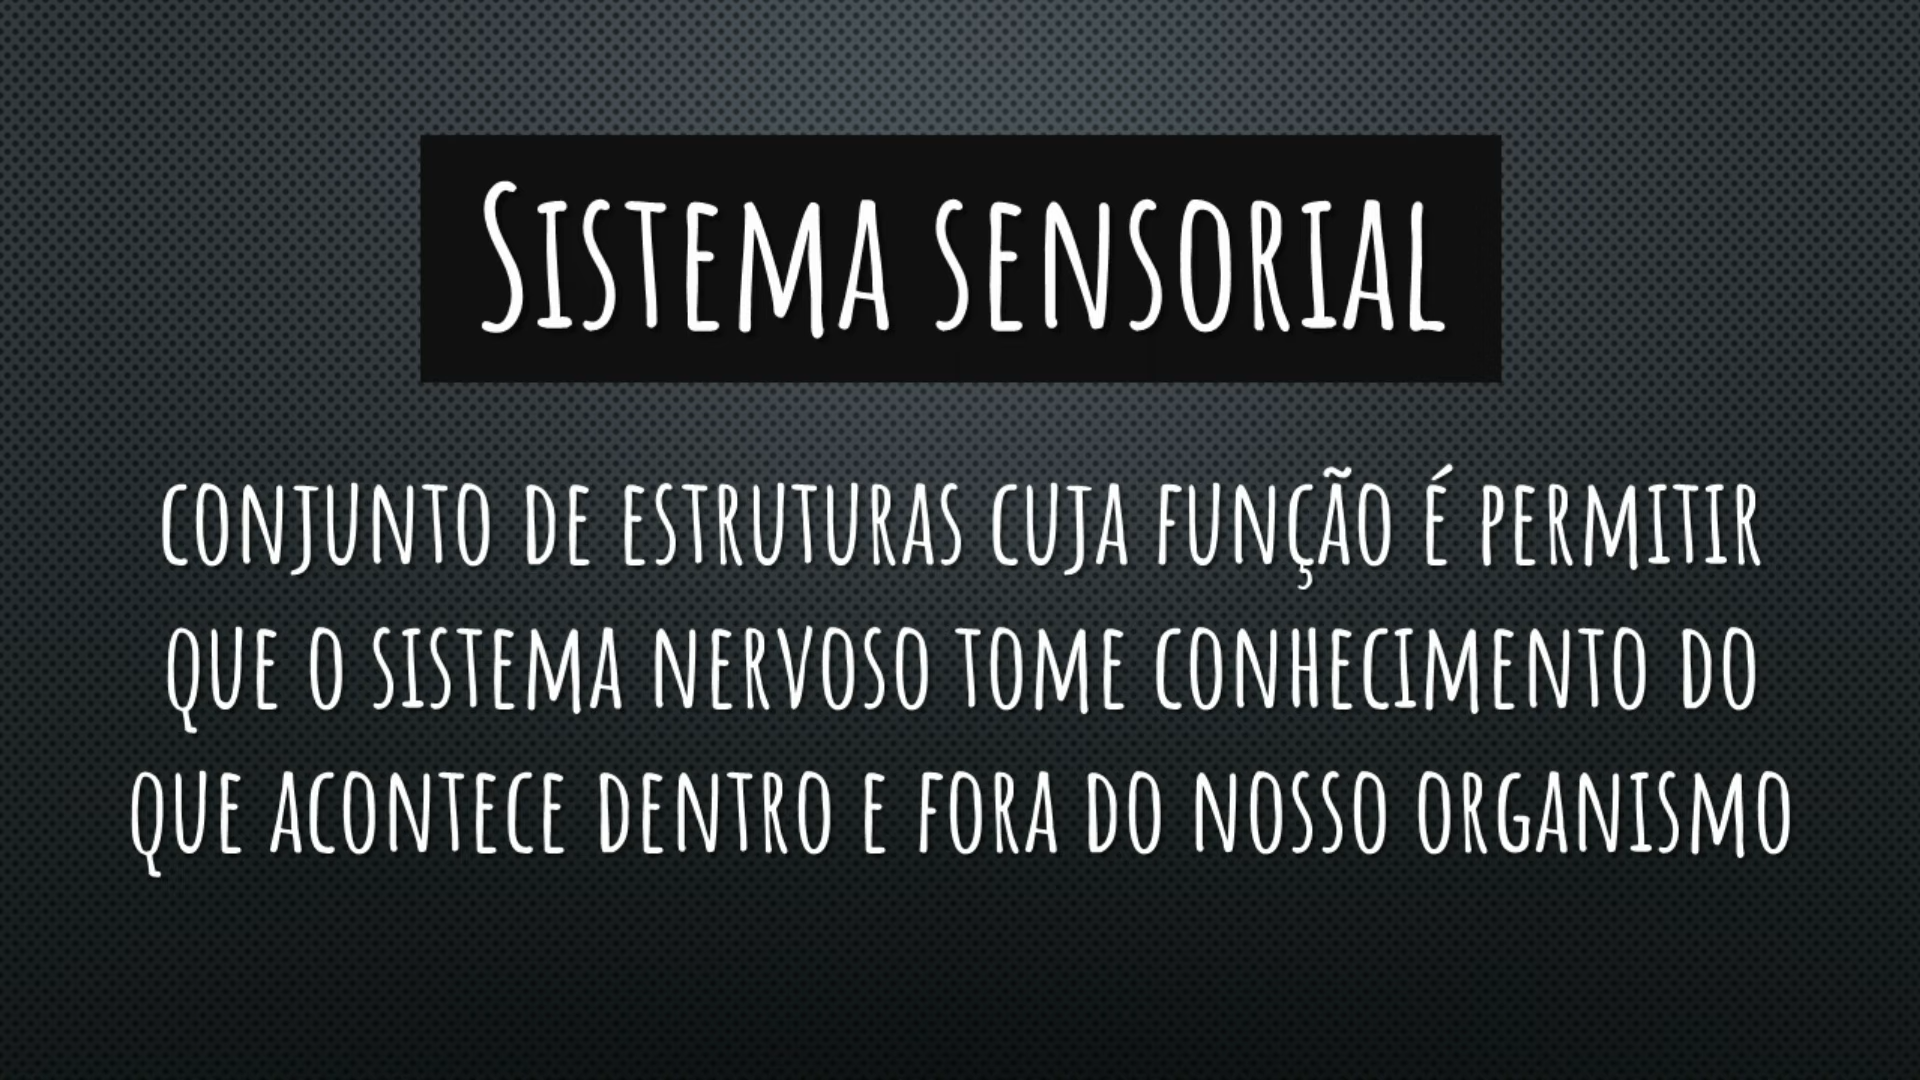 Sistema sensorial
conjunto de estruturas cuja função é permitir
que o sistema nervoso tome conhecimento do
que acontece dentro e fora do nosso organismo